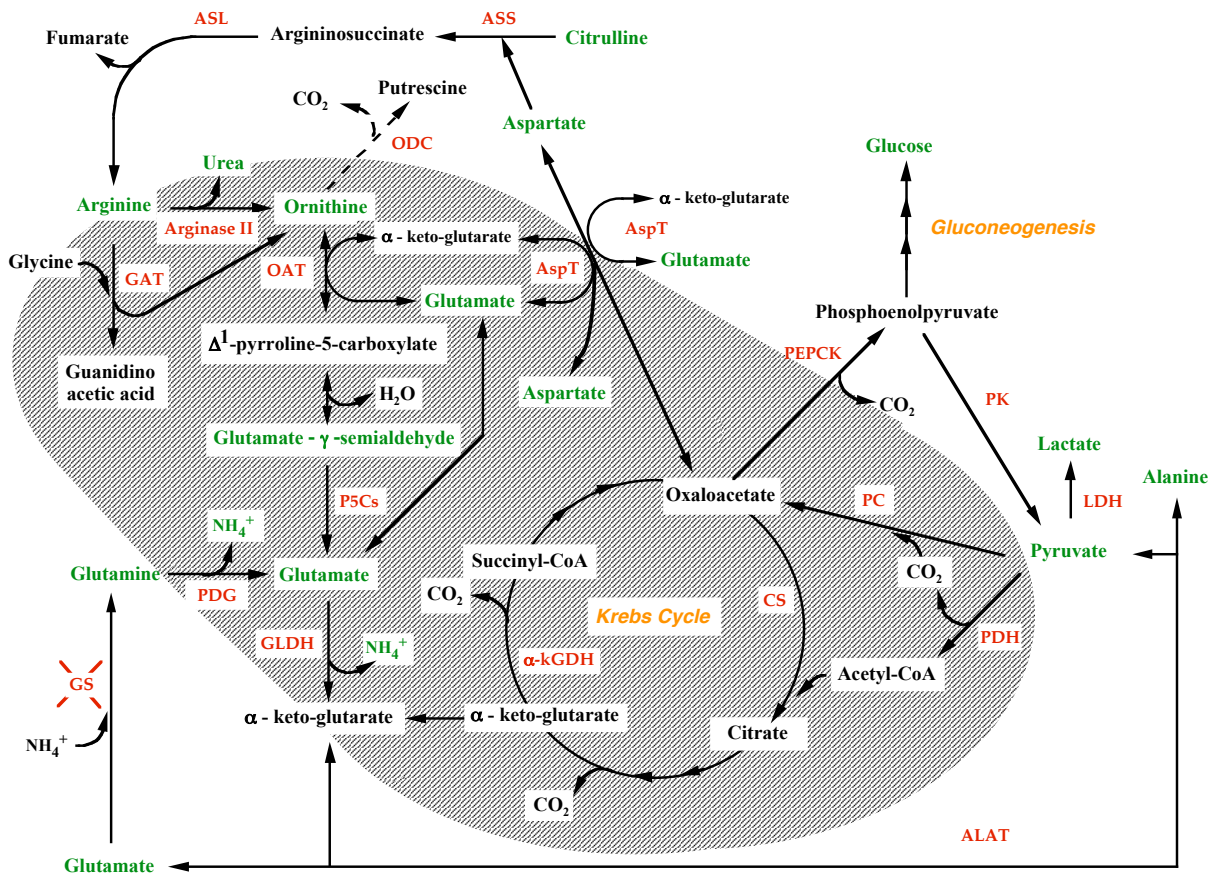 ASL
ASS
Fumarate
Argininosuccinate
Citrulline
Putrescine
CO2
ODC
Aspartate
Glucose
Urea
Arginine
Ornithine
Arginase II
α - keto-glutarate
AspT
Gluconeogenesis
α - keto-glutarate
Glycine
GAT
OAT
AspT
Glutamate
Glutamate
Phosphoenolpyruvate
Δ1-pyrroline-5-carboxylate
PEPCK
Guanidino
acetic acid
H2O
Aspartate
CO2
PK
Glutamate - γ -semialdehyde
Lactate
Alanine
P5Cs
Oxaloacetate
PC
LDH
NH4+
Pyruvate
Glutamine
Glutamate
Succinyl-CoA
CO2
PDG
CO2
CS
Krebs Cycle
PDH
GLDH
NH4+
α-kGDH
Acetyl-CoA
GS
α - keto-glutarate
α - keto-glutarate
Citrate
NH4+
CO2
ALAT
Glutamate